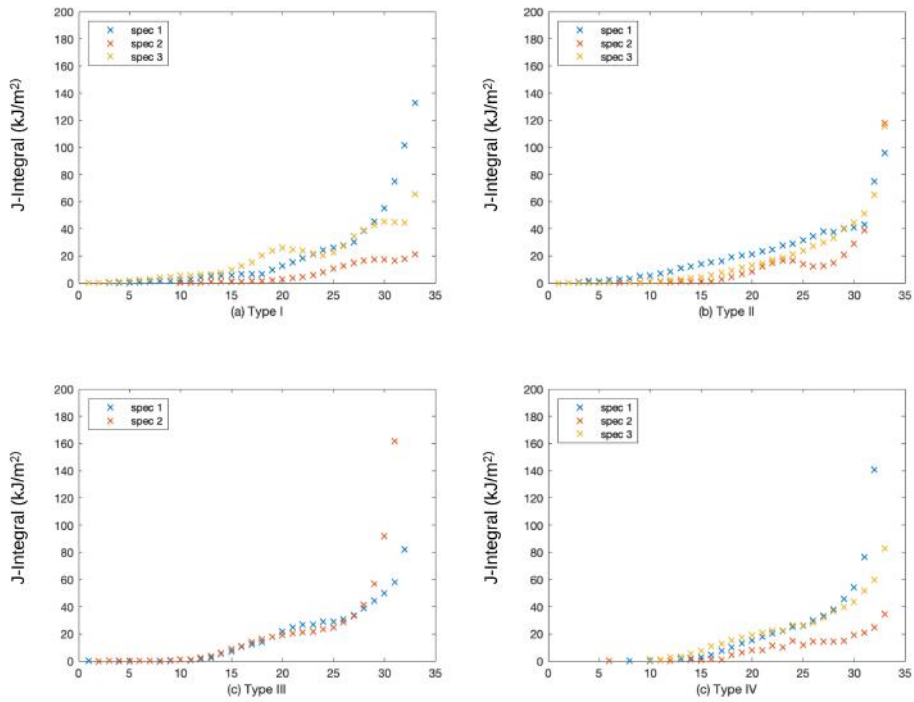 200
180
160
140
120
100
80
60
40
20
0
J-Integral (kJ/m²)
spec 1
spec 2
spec 3
0 5 10 15 20 25 30 35
(a) Type I
200
180
160
140
120
100
80
60
40
20
0
J-Integral (kJ/m²)
spec 1
spec 2
spec 3
0 5 10 15 20 25 30 35
(b) Type II
200
180
160
140
120
100
80
60
40
20
0
J-Integral (kJ/m²)
spec 1
spec 2
0 5 10 15 20 25 30 35
(c) Type III
200
180
160
140
120
100
80
60
40
20
0
J-Integral (kJ/m²)
spec 1
spec 2
spec 3
0 5 10 15 20 25 30 35
(c) Type IV